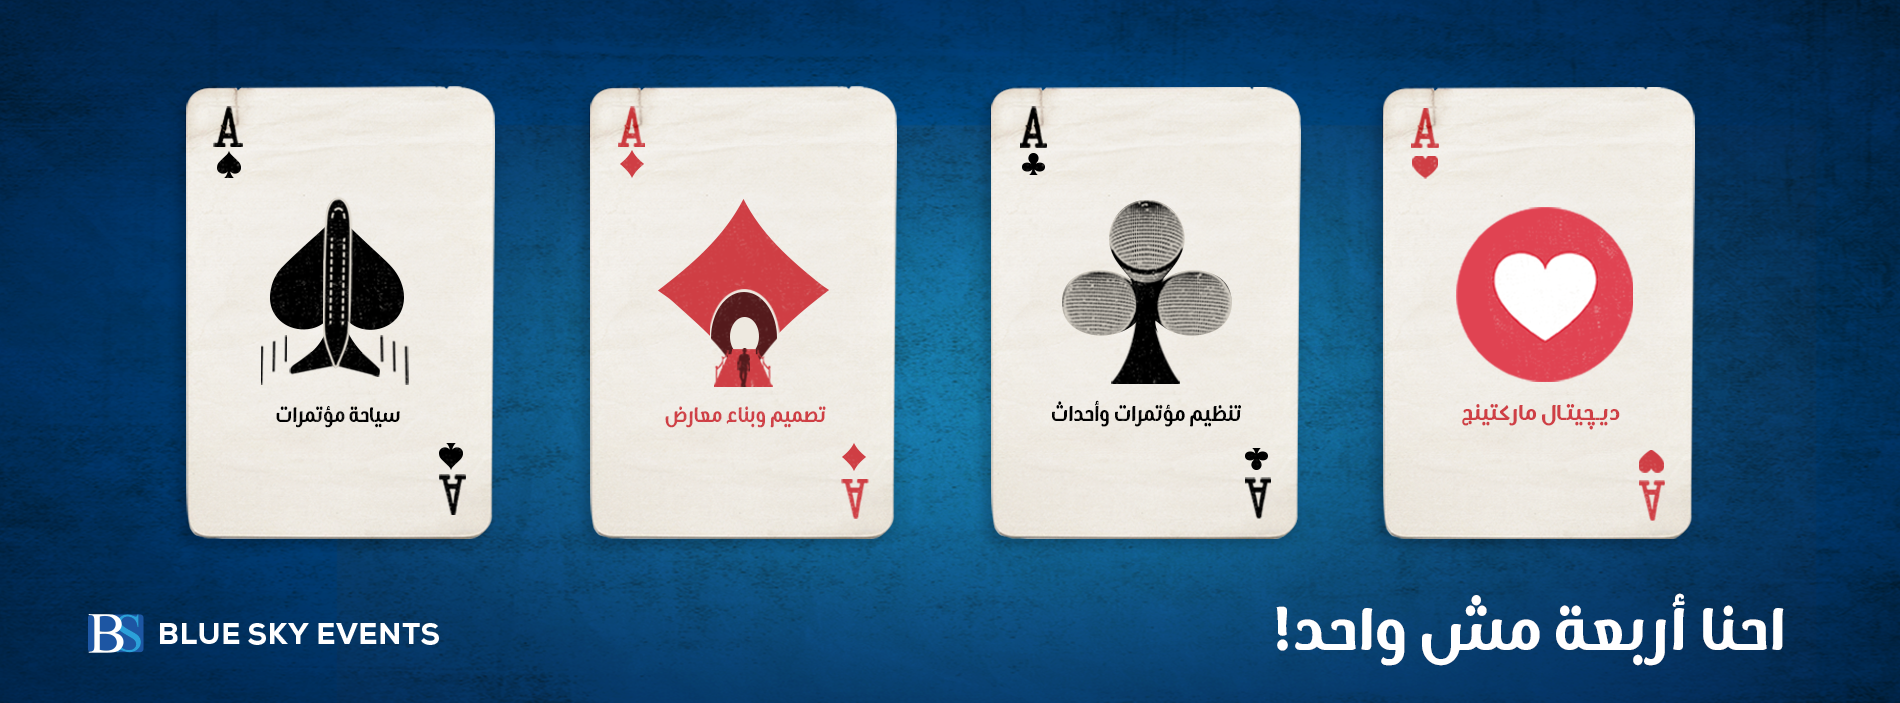 A
A
A
A
سياحة مؤتمرات
تصميم وبناء معارض
تنظيم مؤتمرات وأحداث
ديچيتال ماركتينج
A
A
A
A
احنا أربعة مش واحد!
BS BLUE SKY EVENTS